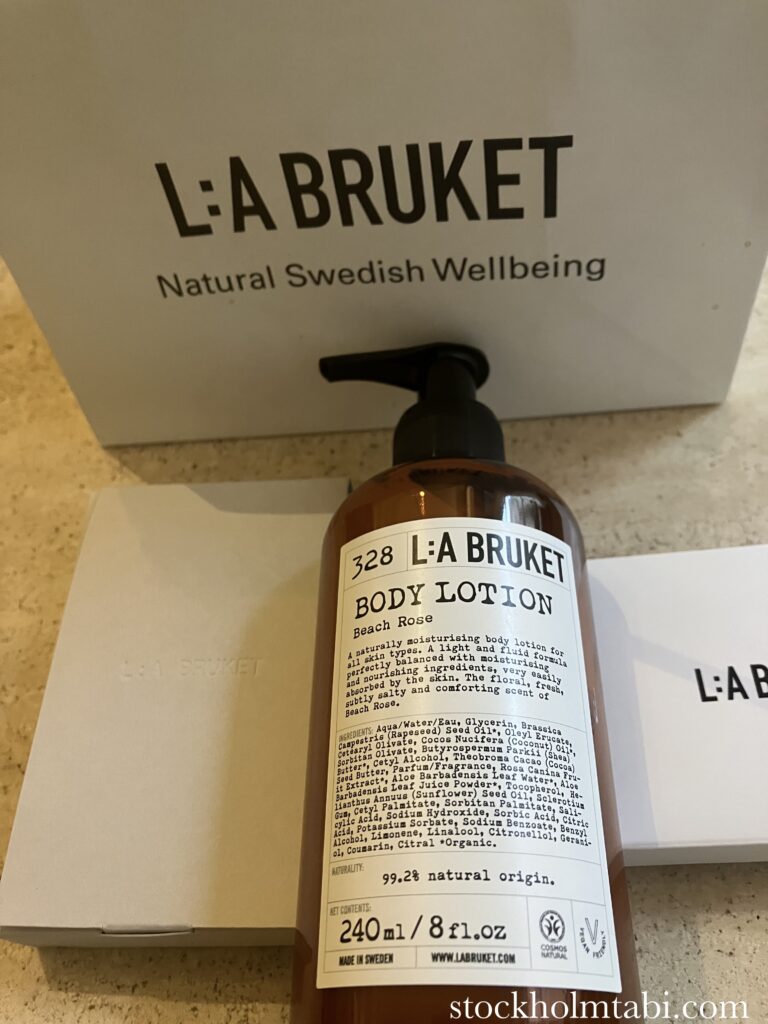 L:A BRUKET
Natural Swedish Wellbeing
L:A BRUKET
L:A B
328 L:A BRUKET
BODY LOTION
Beach Rose
A naturally moisturising body lotion for
all skin types. A light and fluid formula
perfectly balanced with moisturising
and nourishing ingredients, very easily
absorbed by the skin. The floral, fresh,
subtly salty and comforting scent of
Beach Rose.
INGREDIENTS: Aqua/Water/Eau, Glycerin, Brassica
Campestris (Rapeseed) Seed Oil*, Oleyl Erucate,
Cetearyl Olivate, Cocos Nucifera (Coconut) Oil*,
Sorbitan Olivate, Butyrospermum Parkii (Shea)
Butter*, Cetyl Alcohol, Theobroma Cacao (Cocoa)
Seed Butter, Parfum/Fragrance, Rosa Canina Fru-
it Extract*, Aloe Barbadensis Leaf Water*, Aloe
Barbadensis Leaf Juice Powder*, Tocopherol, He-
lianthus Annuus (Sunflower) Seed Oil, Sclerotium
Gum, Cetyl Palmitate, Sorbitan Palmitate, Sali-
cylic Acid, Sodium Hydroxide, Sorbic Acid, Citric
Acid, Potassium Sorbate, Sodium Benzoate, Benzyl
Alcohol, Limonene, Linalool, Citronellol, Gerani-
ol, Coumarin, Citral *Organic.
NATURALITY:
99.2% natural origin.
NET CONTENTS:
240ml/8fl.oz
COSMOS
NATURAL
VEGAN FRIENDLY
MADE IN SWEDEN
WWW.LABRUKET.COM
stockholmtabi.com